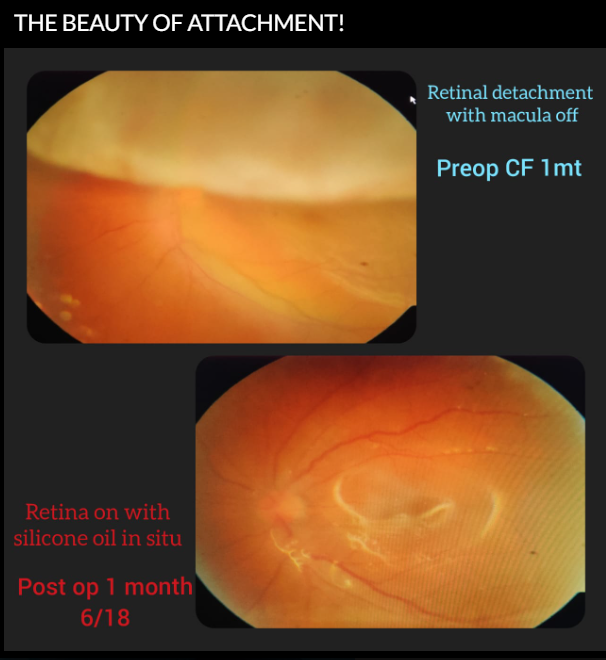 THE BEAUTY OF ATTACHMENT!
Retinal detachment
with macula off
Preop CF 1mt
Retina on with
silicone oil in situ
Post op 1 month
6/18